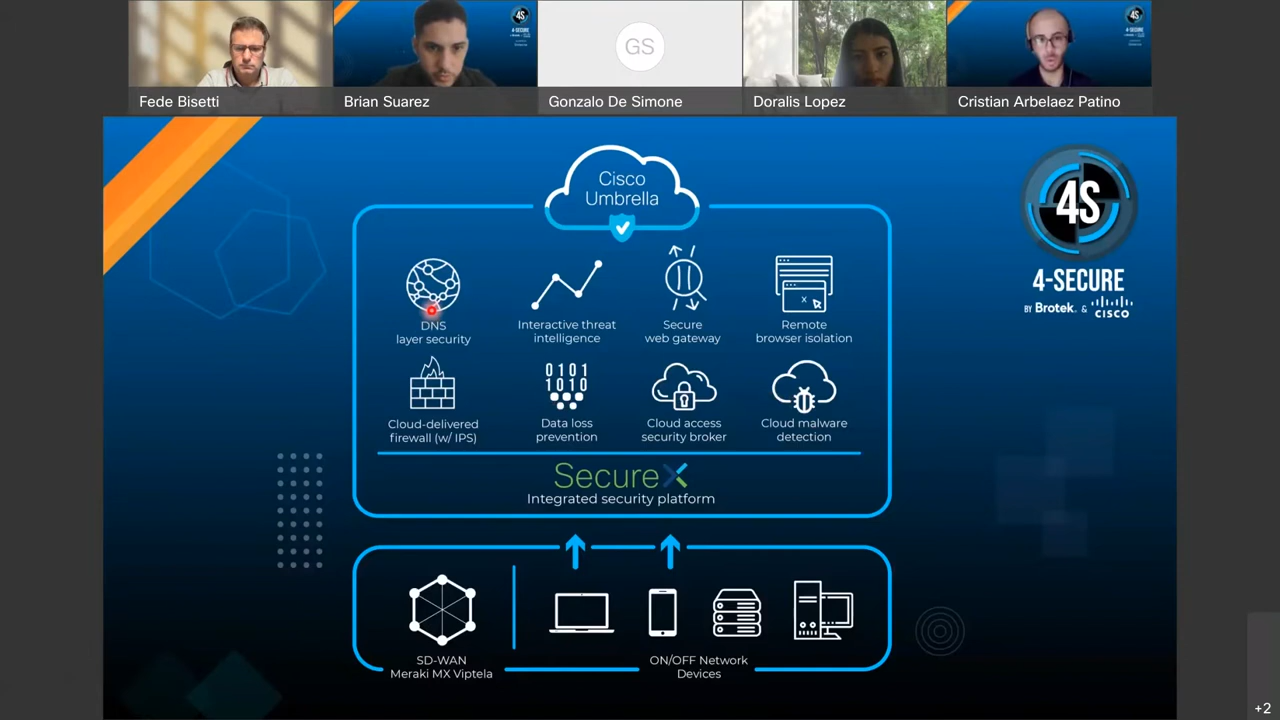 Fede Bisetti
Brian Suarez
GS
Gonzalo De Simone
Doralis Lopez
Cristian Arbelaez Patino
4S
4-SECURE
BY Brotek. & CISCO
Cisco
Umbrella
DNS
layer security
Interactive threat
intelligence
Secure
web gateway
Remote
browser isolation
X
Cloud-delivered
firewall (w/ IPS)
0101
1010
Data loss
prevention
Cloud access
security broker
Cloud malware
detection
SecureX
Integrated security platform
SD-WAN
Meraki MX Viptela
ON/OFF Network
Devices
+2